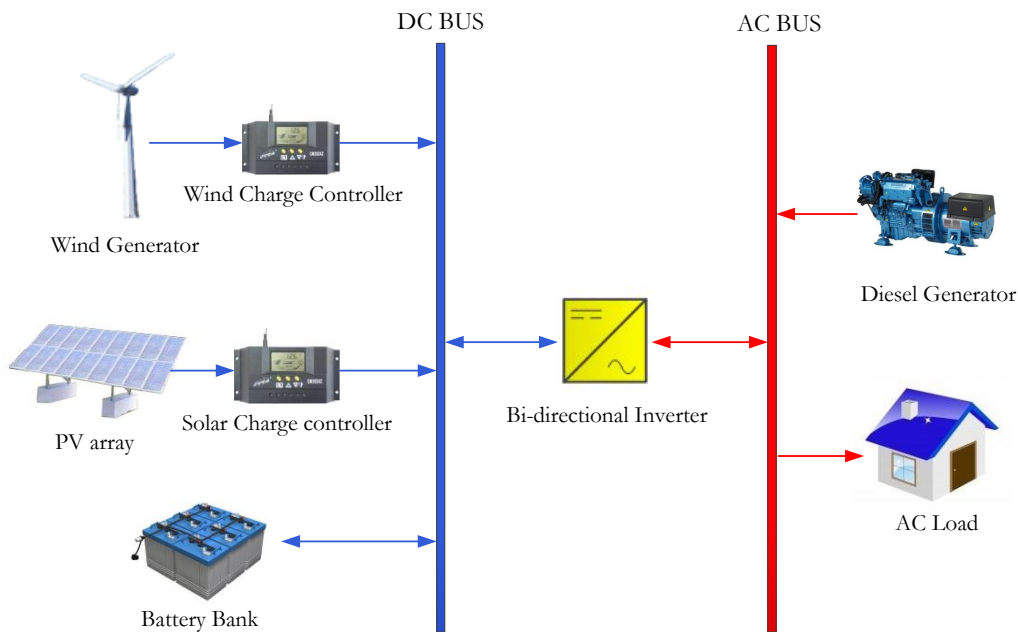 DC BUS
AC BUS
Wind Charge Controller
Wind Generator
Diesel Generator
Solar Charge controller
Bi-directional Inverter
PV array
AC Load
Battery Bank